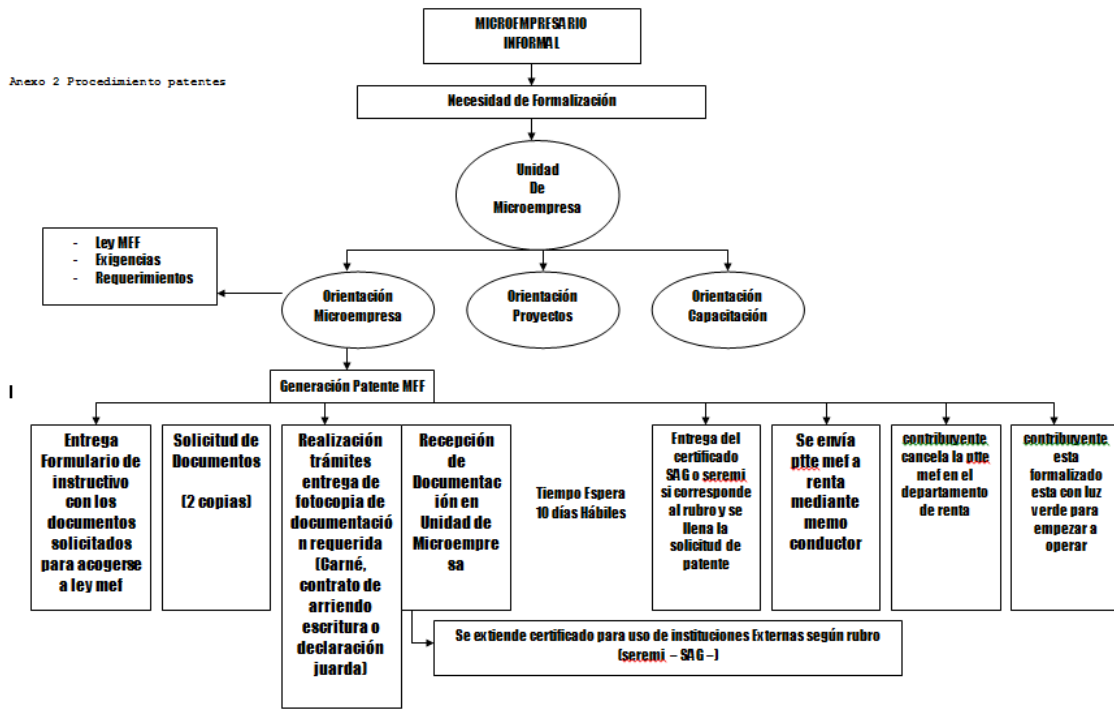 MICROEMPRESARIO
INFORMAL
Anexo 2 Procedimiento patentes
Necesidad de Formalización
Unidad
De
Microempresa
- Ley MEF
- Exigencias
- Requerimientos
Orientación
Microempresa
Orientación
Proyectos
Orientación
Capacitación
Generación Patente MEF
I
Entrega
Formulario de
instructivo
con los
documentos
solicitados
para acogerse
a ley mef
Solicitud de
Documentos
(2 copias)
Realización
trámites
entrega de
fotocopia de
documentació
n requerida
(Carné,
contrato de
arriendo
escritura o
declaración
juarda)
Recepción
de
Documentac
ión en
Unidad de
Microempre
sa
Tiempo Espera
10 días Hábiles
Entrega del
certificado
SAG o seremi
si corresponde
al rubro y se
llena la
solicitud de
patente
Se envía
ptte mef a
renta
mediante
memo
conductor
contribuyente
cancela la ptte
mef en el
departamento
de renta
contribuyente
esta
formalizado
esta con luz
verde para
empezar a
operar
Se extiende certificado para uso de instituciones Externas según rubro
(seremi – SAG –)